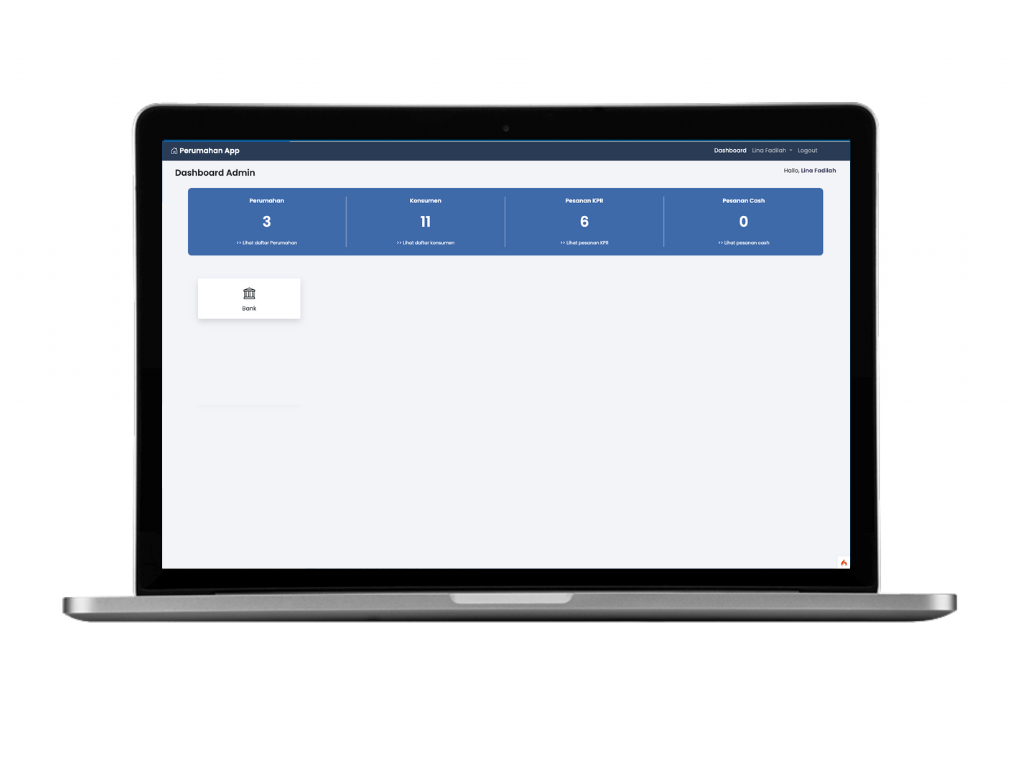 Perumahan App
Dashboard Lina Fadilah Logout
Dashboard Admin
Hallo, Lina Fadilah
Perumahan
3
>> Lihat daftar Perumahan
Konsumen
11
>> Lihat daftar konsumen
Pesanan KPR
6
>> Lihat pesanan KPR
Pesanan Cash
0
>> Lihat pesanan cash
Bank